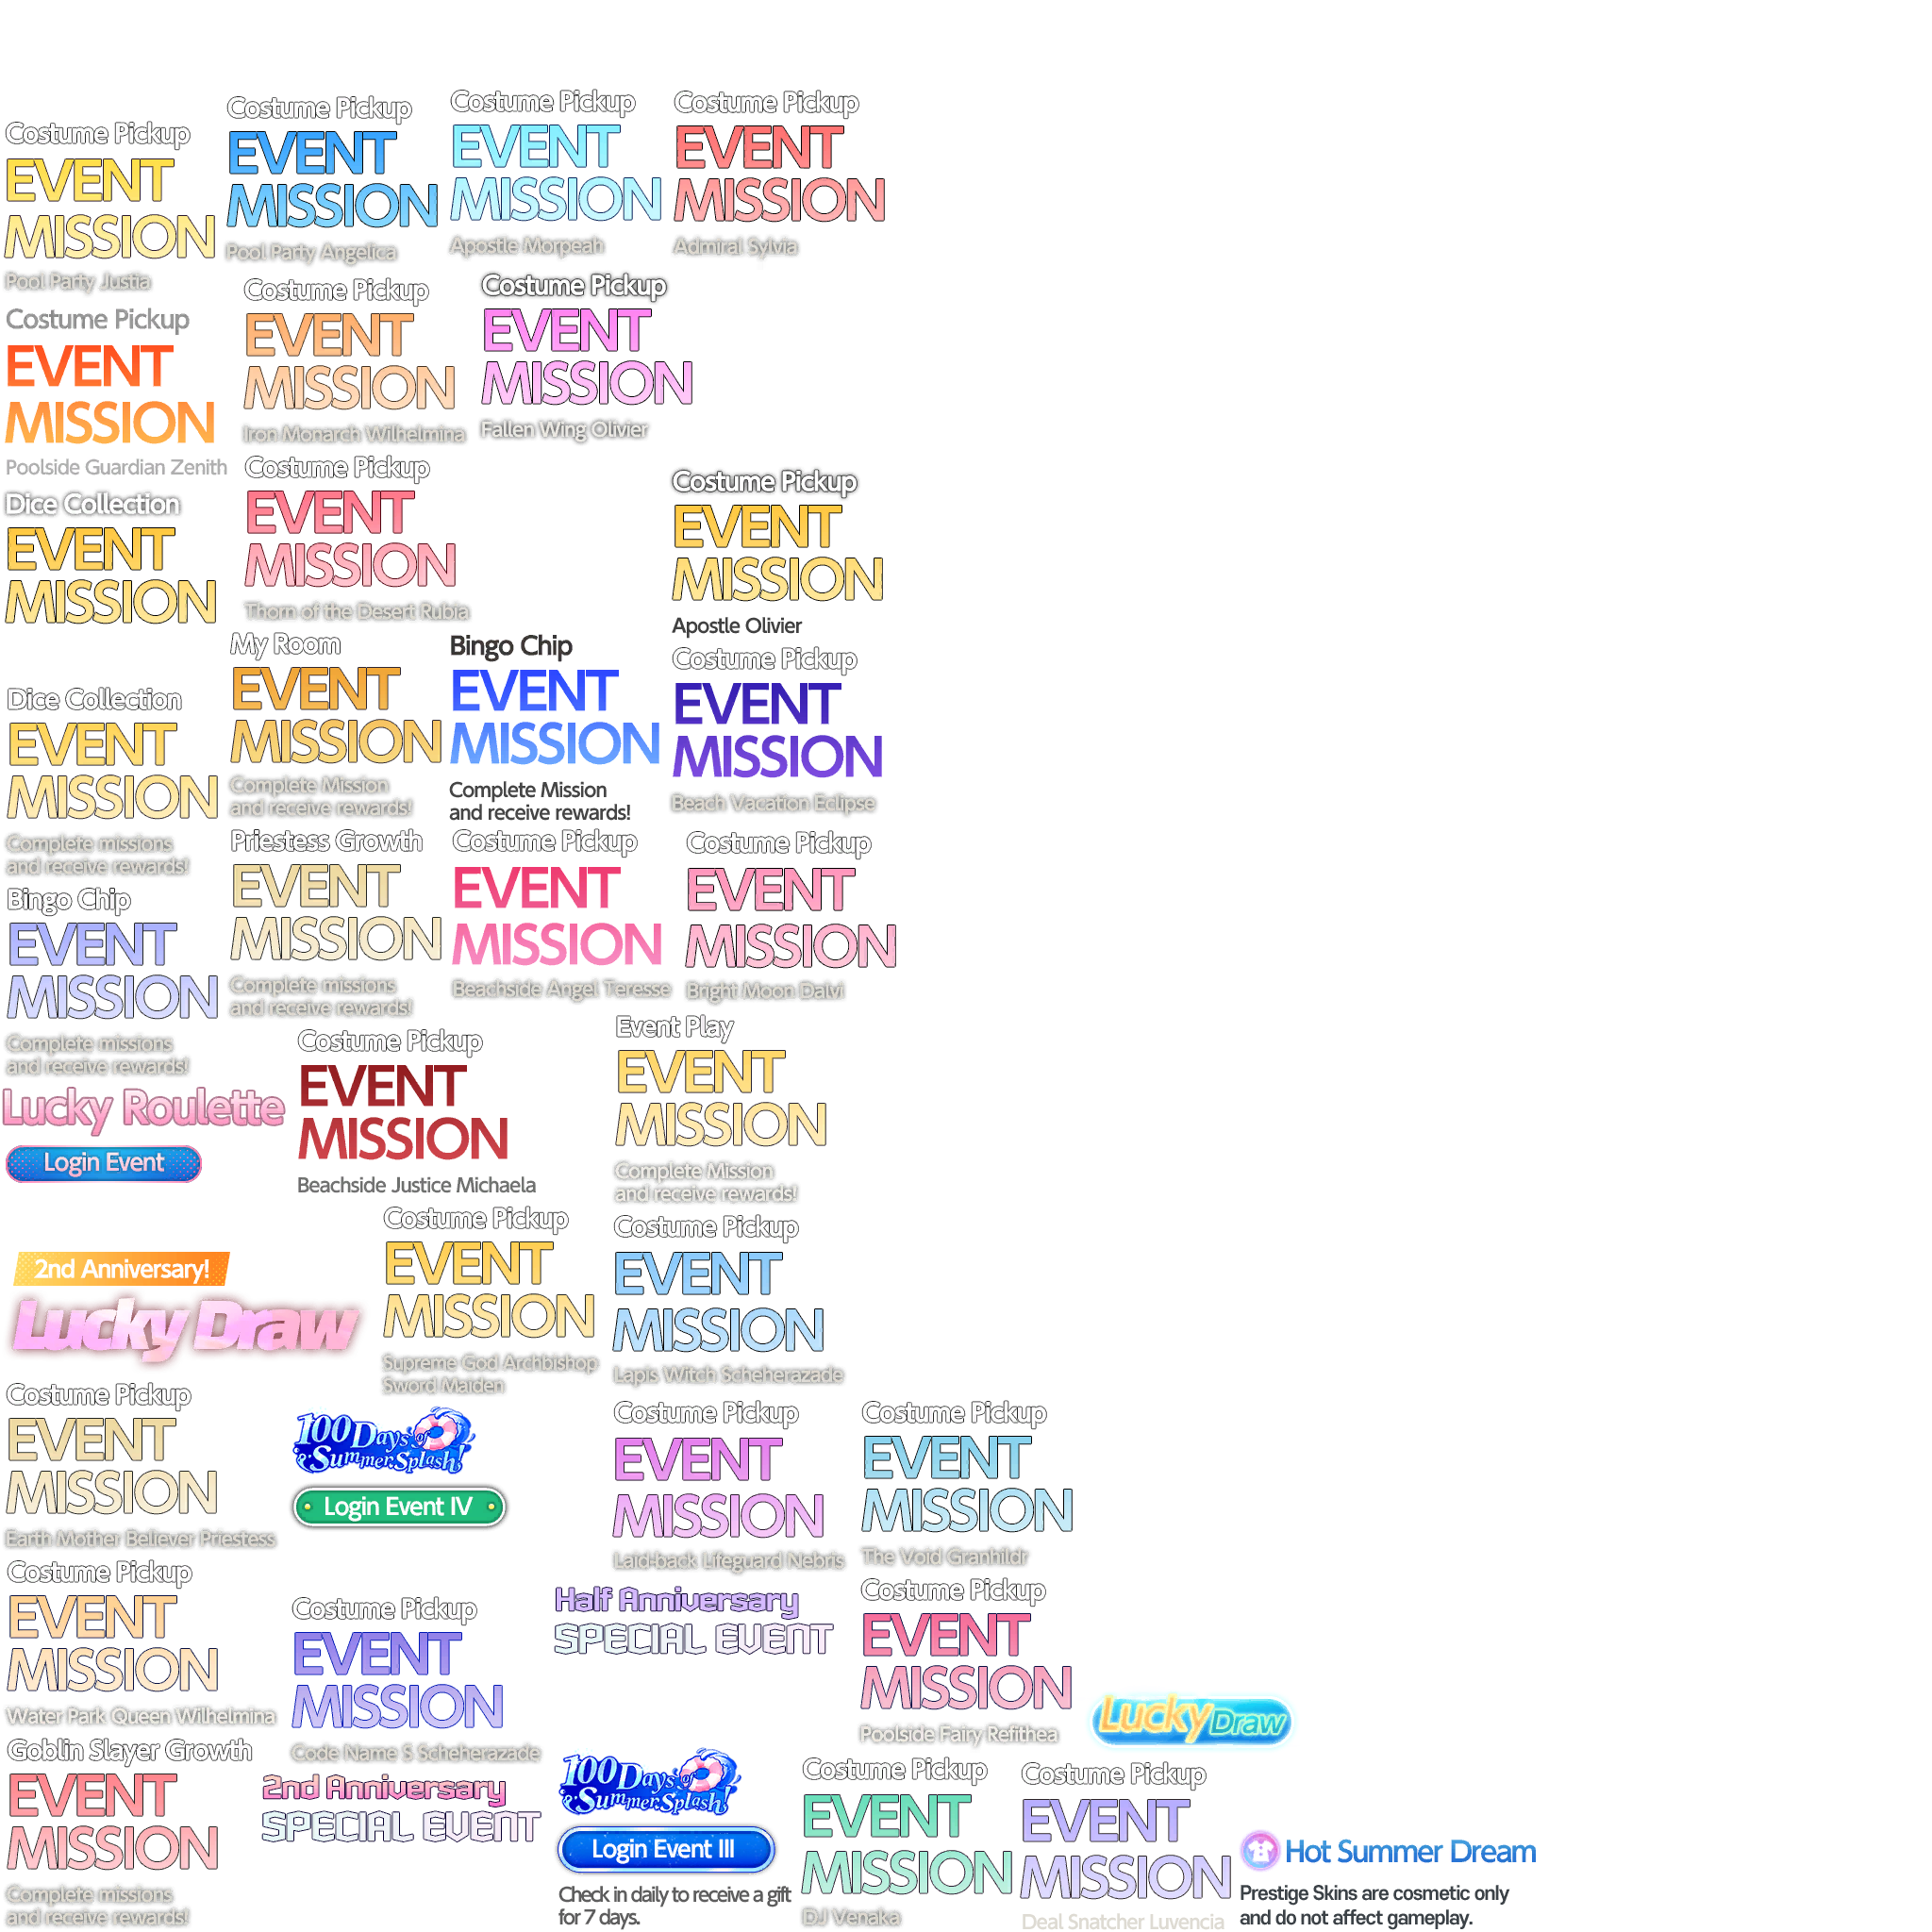 Costume Pickup
EVENT
MISSION
Pool Party Justia
Costume Pickup
EVENT
MISSION
Pool Party Angelica
Costume Pickup
EVENT
MISSION
Apostle Morpeah
Costume Pickup
EVENT
MISSION
Admiral Sylvia
Costume Pickup
EVENT
MISSION
Poolside Guardian Zenith
Costume Pickup
EVENT
MISSION
Iron Monarch Wilhelmina
Costume Pickup
EVENT
MISSION
Fallen Wing Olivier
Dice Collection
EVENT
MISSION
Costume Pickup
EVENT
MISSION
Thorn of the Desert Rubia
Costume Pickup
EVENT
MISSION
Apostle Olivier
Dice Collection
EVENT
MISSION
Complete missions
and receive rewards!
My Room
EVENT
MISSION
Complete Mission
and receive rewards!
Bingo Chip
EVENT
MISSION
Complete Mission
and receive rewards!
Costume Pickup
EVENT
MISSION
Beach Vacation Eclipse
Bingo Chip
EVENT
MISSION
Complete missions
and receive rewards!
Priestess Growth
EVENT
MISSION
Complete missions
and receive rewards!
Costume Pickup
EVENT
MISSION
Beachside Angel Teresse
Costume Pickup
EVENT
MISSION
Bright Moon Dalvi
Lucky Roulette
Login Event
Costume Pickup
EVENT
MISSION
Beachside Justice Michaela
Event Play
EVENT
MISSION
Complete Mission
and receive rewards!
2nd Anniversary!
Lucky Draw
Costume Pickup
EVENT
MISSION
Supreme God Archbishop
Sword Maiden
Costume Pickup
EVENT
MISSION
Lapis Witch Scheherazade
Costume Pickup
EVENT
MISSION
Earth Mother Believer Priestess
100 Days of
Summer Splash!
Login Event IV
Costume Pickup
EVENT
MISSION
Laid-back Lifeguard Nebris
Costume Pickup
EVENT
MISSION
The Void Granhildr
Costume Pickup
EVENT
MISSION
Water Park Queen Wilhelmina
Costume Pickup
EVENT
MISSION
Code Name S Scheherazade
Half Anniversary
SPECIAL EVENT
Costume Pickup
EVENT
MISSION
Poolside Fairy Refithea
Lucky Draw
Goblin Slayer Growth
EVENT
MISSION
Complete missions
and receive rewards!
2nd Anniversary
SPECIAL EVENT
100 Days of
Summer Splash!
Login Event III
Check in daily to receive a gift
for 7 days.
Costume Pickup
EVENT
MISSION
DJ Venaka
Costume Pickup
EVENT
MISSION
Deal Snatcher Luvencia
Hot Summer Dream
Prestige Skins are cosmetic only
and do not affect gameplay.